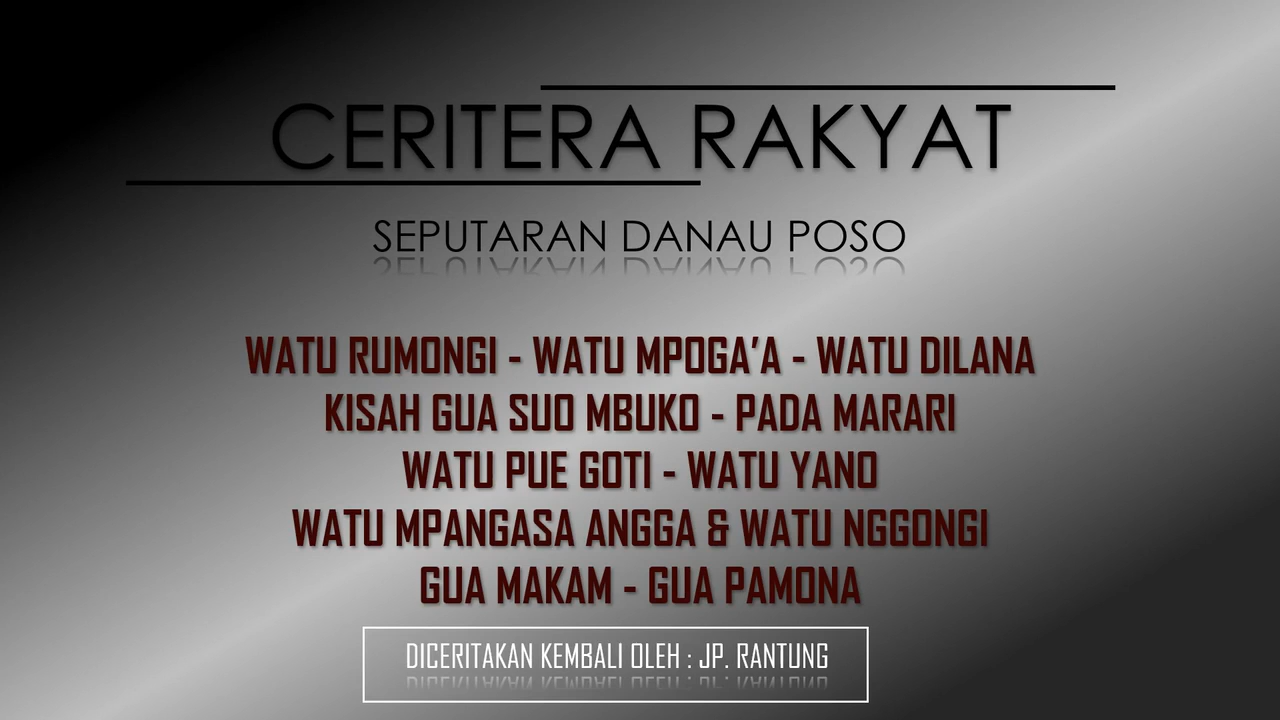 CERITERA RAKYAT
SEPUTARAN DANAU POSO
WATU RUMONGI - WATU MPOGA'A - WATU DILANA
KISAH GUA SUO MBUKO - PADA MARARI
WATU PUE GOTI - WATU YANO
WATU MPANGASA ANGGA & WATU NGGONGI
GUA MAKAM - GUA PAMONA
DICERITAKAN KEMBALI OLEH : JP. RANTUNG